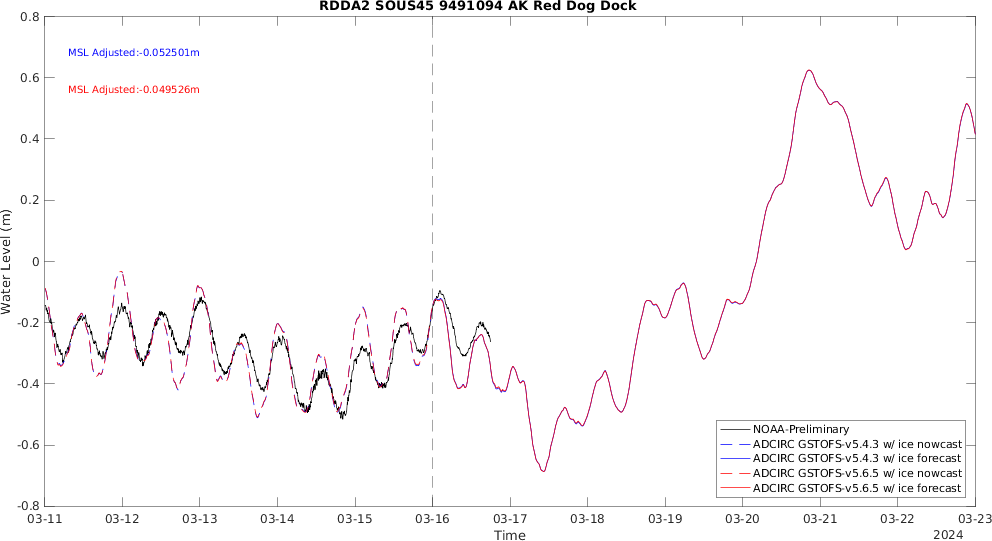 RDDA2 SOUS45 9491094 AK Red Dog Dock
MSL Adjusted:-0.052501m
MSL Adjusted:-0.049526m
Water Level (m)
0.8
0.6
0.4
0.2
0
-0.2
-0.4
-0.6
-0.8
NOAA-Preliminary
ADCIRC GSTOFS-v5.4.3 w/ ice nowcast
ADCIRC GSTOFS-v5.4.3 w/ ice forecast
ADCIRC GSTOFS-v5.6.5 w/ ice nowcast
ADCIRC GSTOFS-v5.6.5 w/ ice forecast
03-11 03-12 03-13 03-14 03-15 03-16 03-17 03-18 03-19 03-20 03-21 03-22 03-23
Time
2024